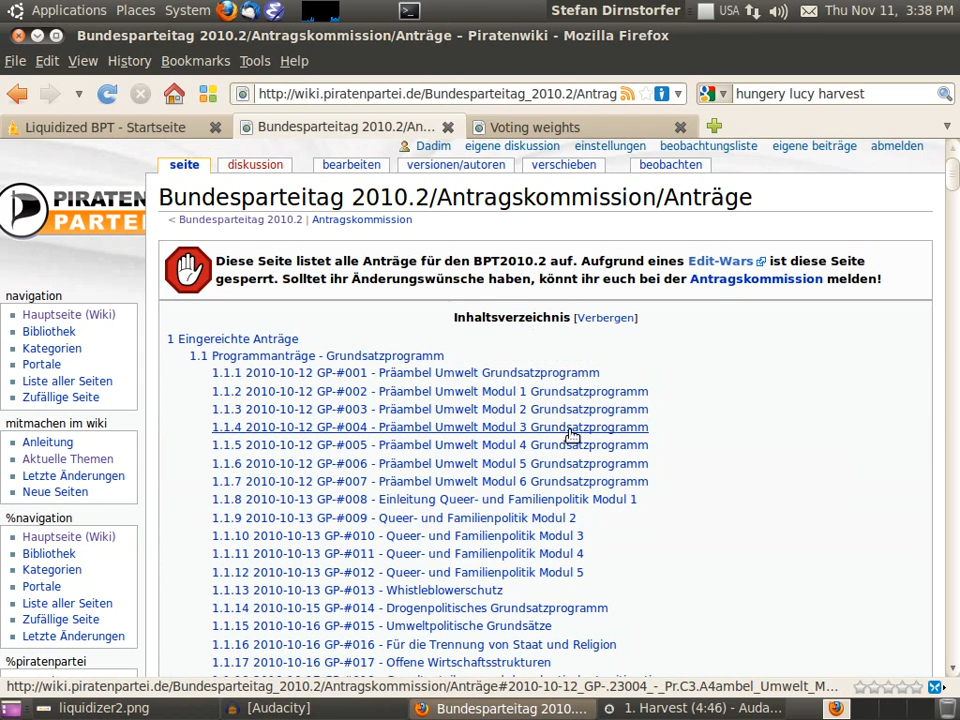 Applications Places System Stefan Dirnstorfer USA Thu Nov 11, 3:38 PM
Bundesparteitag 2010.2/Antragskommission/Anträge – Piratenwiki - Mozilla Firefox
File Edit View History Bookmarks Tools Help
http://wiki.piratenpartei.de/Bundesparteitag_2010.2/Antrag hungery lucy harvest
Liquidized BPT - Startseite Bundesparteitag 2010.2/An... Voting weights
Dadim eigene diskussion einstellungen beobachtungsliste eigene beiträge abmelden
seite diskussion bearbeiten versionen/autoren verschieben beobachten
PIRATEN
PARTEI
Bundesparteitag 2010.2/Antragskommission/Anträge
< Bundesparteitag 2010.2 | Antragskommission
Diese Seite listet alle Anträge für den BPT2010.2 auf. Aufgrund eines Edit-Wars ist diese Seite
gesperrt. Solltet ihr Änderungswünsche haben, könnt ihr euch bei der Antragskommission melden!
navigation
Hauptseite (Wiki)
Bibliothek
Kategorien
Portale
Liste aller Seiten
Zufällige Seite
mitmachen im wiki
Anleitung
Aktuelle Themen
Letzte Änderungen
Neue Seiten
%navigation
Hauptseite (Wiki)
Bibliothek
Kategorien
Portale
Liste aller Seiten
Zufällige Seite
Letzte Änderungen
%piratenpartei
Inhaltsverzeichnis [Verbergen]
1 Eingereichte Anträge
1.1 Programmanträge - Grundsatzprogramm
1.1.1 2010-10-12 GP-#001 - Präambel Umwelt Grundsatzprogramm
1.1.2 2010-10-12 GP-#002 - Präambel Umwelt Modul 1 Grundsatzprogramm
1.1.3 2010-10-12 GP-#003 - Präambel Umwelt Modul 2 Grundsatzprogramm
1.1.4 2010-10-12 GP-#004 - Präambel Umwelt Modul 3 Grundsatzprogramm
1.1.5 2010-10-12 GP-#005 - Präambel Umwelt Modul 4 Grundsatzprogramm
1.1.6 2010-10-12 GP-#006 - Präambel Umwelt Modul 5 Grundsatzprogramm
1.1.7 2010-10-12 GP-#007 - Präambel Umwelt Modul 6 Grundsatzprogramm
1.1.8 2010-10-13 GP-#008 - Einleitung Queer- und Familienpolitik Modul 1
1.1.9 2010-10-13 GP-#009 - Queer- und Familienpolitik Modul 2
1.1.10 2010-10-13 GP-#010 - Queer- und Familienpolitik Modul 3
1.1.11 2010-10-13 GP-#011 - Queer- und Familienpolitik Modul 4
1.1.12 2010-10-13 GP-#012 - Queer- und Familienpolitik Modul 5
1.1.13 2010-10-13 GP-#013 - Whistleblowerschutz
1.1.14 2010-10-15 GP-#014 - Drogenpolitisches Grundsatzprogramm
1.1.15 2010-10-16 GP-#015 - Umweltpolitische Grundsätze
1.1.16 2010-10-16 GP-#016 - Für die Trennung von Staat und Religion
1.1.17 2010-10-16 GP-#017 - Offene Wirtschaftsstrukturen
http://wiki.piratenpartei.de/Bundesparteitag_2010.2/Antragskommission/Anträge#2010-10-12_GP-.23004_-_Pr.C3.A4ambel_Umwelt_M...
liquidizer2.png [Audacity] Bundesparteitag 2010.... 1. Harvest (4:46) - Auda...